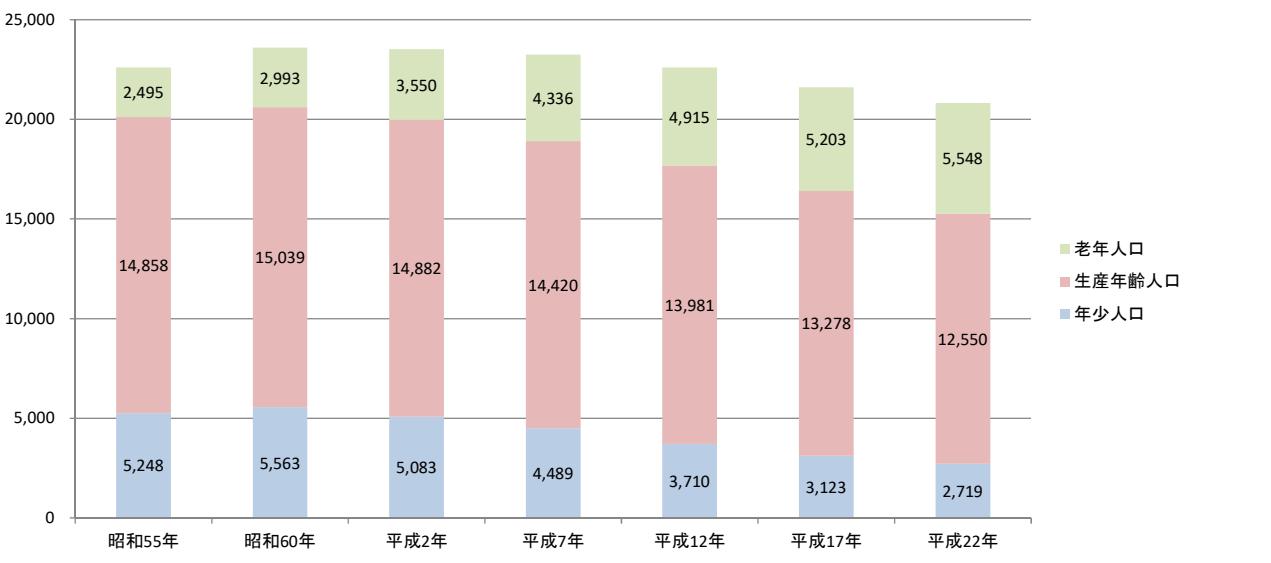 25,000
20,000
15,000
10,000
5,000
0
2,495
2,993
3,550
4,336
4,915
5,203
5,548
14,858
15,039
14,882
14,420
13,981
13,278
12,550
5,248
5,563
5,083
4,489
3,710
3,123
2,719
昭和55年
昭和60年
平成2年
平成7年
平成12年
平成17年
平成22年
老年人口
生産年齢人口
年少人口